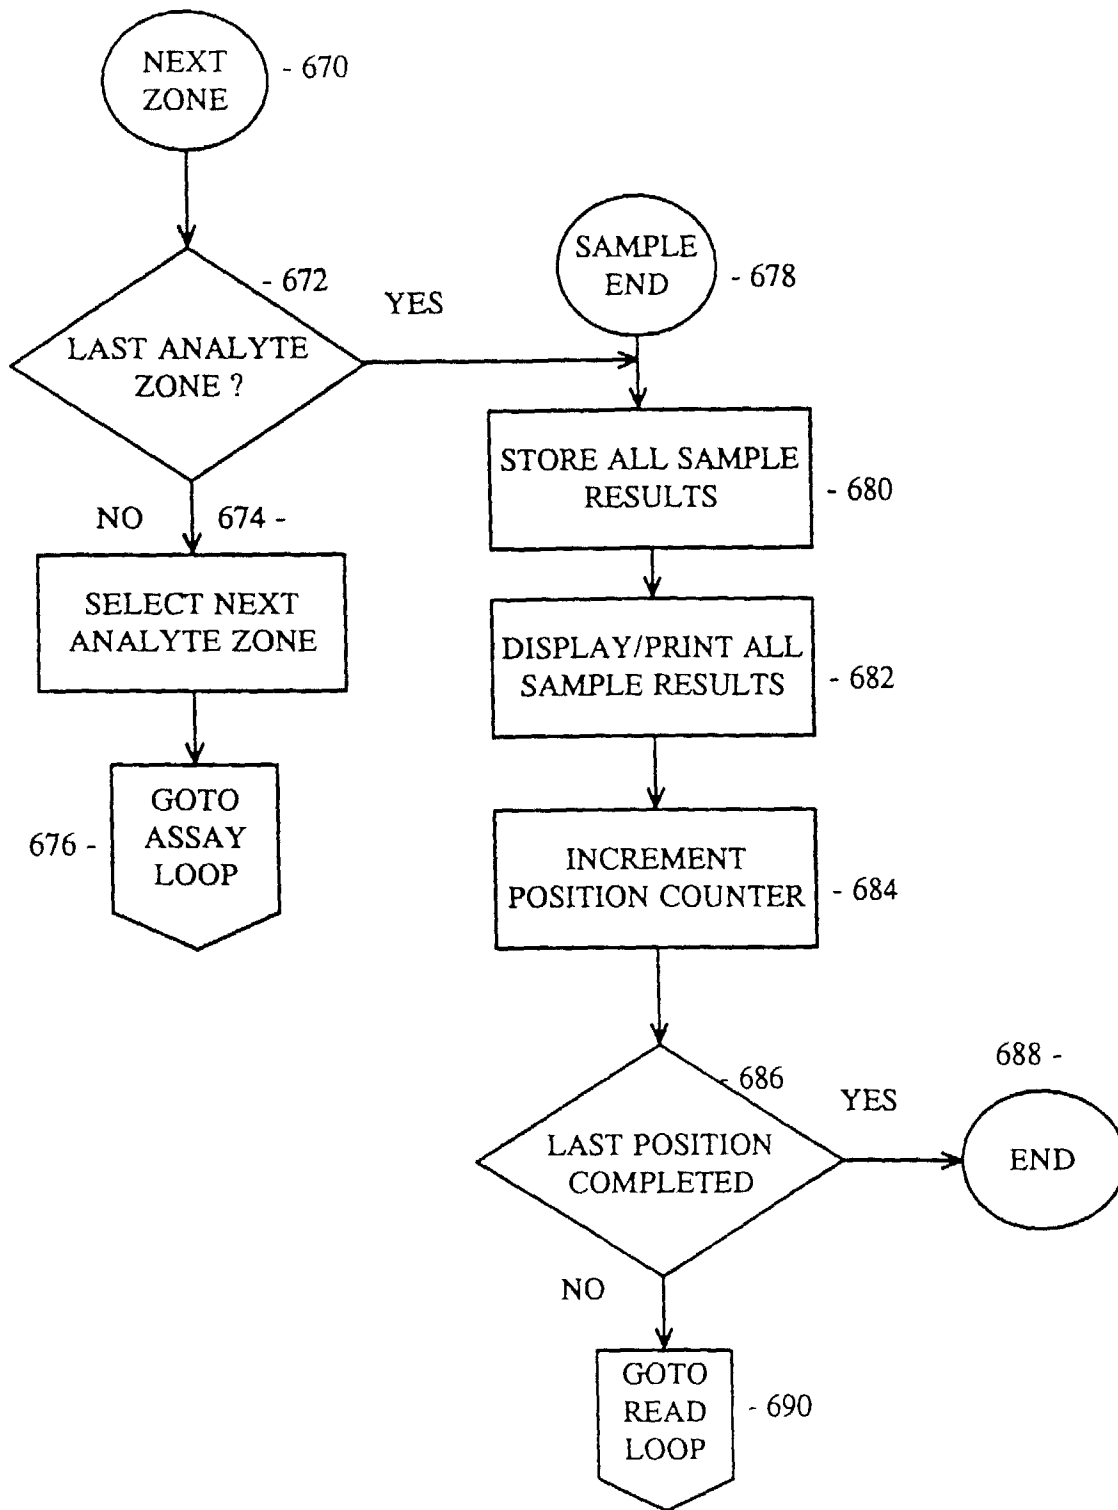 NEXT
ZONE
- 670
- 672
LAST ANALYTE
ZONE ?
YES
NO
674 -
SELECT NEXT
ANALYTE ZONE
GOTO
ASSAY
LOOP
676 -
SAMPLE
END
- 678
STORE ALL SAMPLE
RESULTS
- 680
DISPLAY/PRINT ALL
SAMPLE RESULTS
- 682
INCREMENT
POSITION COUNTER
- 684
- 686
LAST POSITION
COMPLETED
YES
688 -
END
NO
GOTO
READ
LOOP
- 690